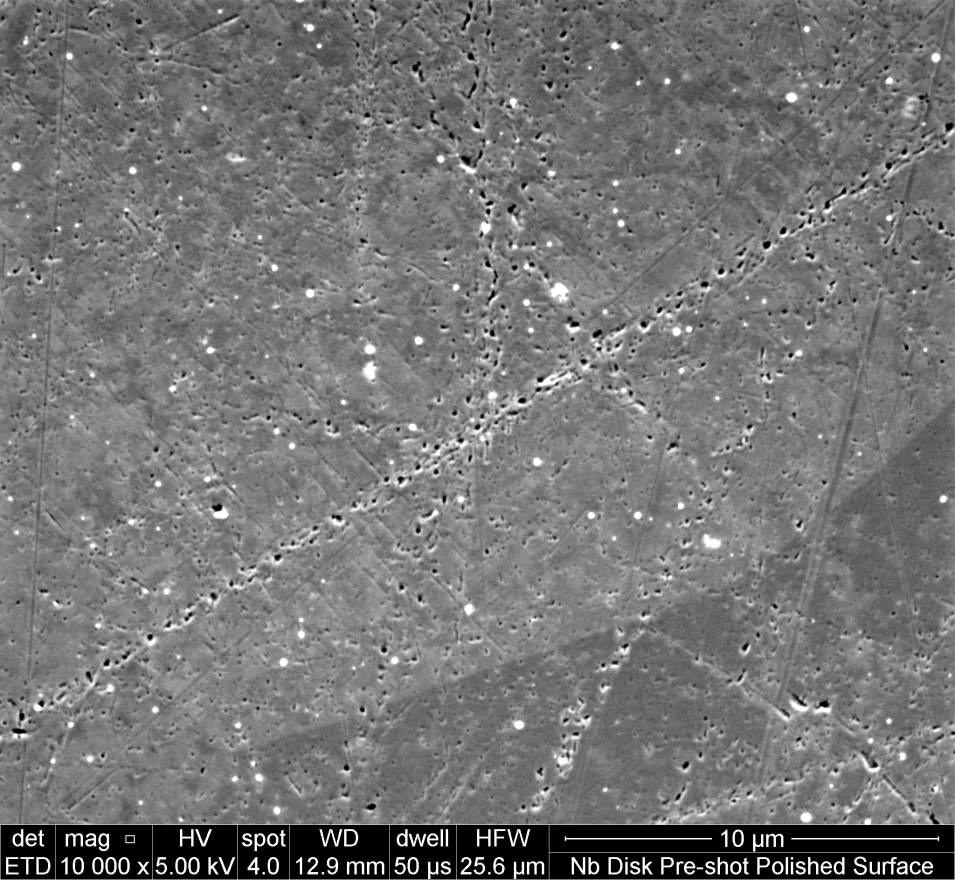 det mag □ HV spot WD dwell HFW 10 µm
ETD 10 000 x 5.00 kV 4.0 12.9 mm 50 µs 25.6 µm Nb Disk Pre-shot Polished Surface